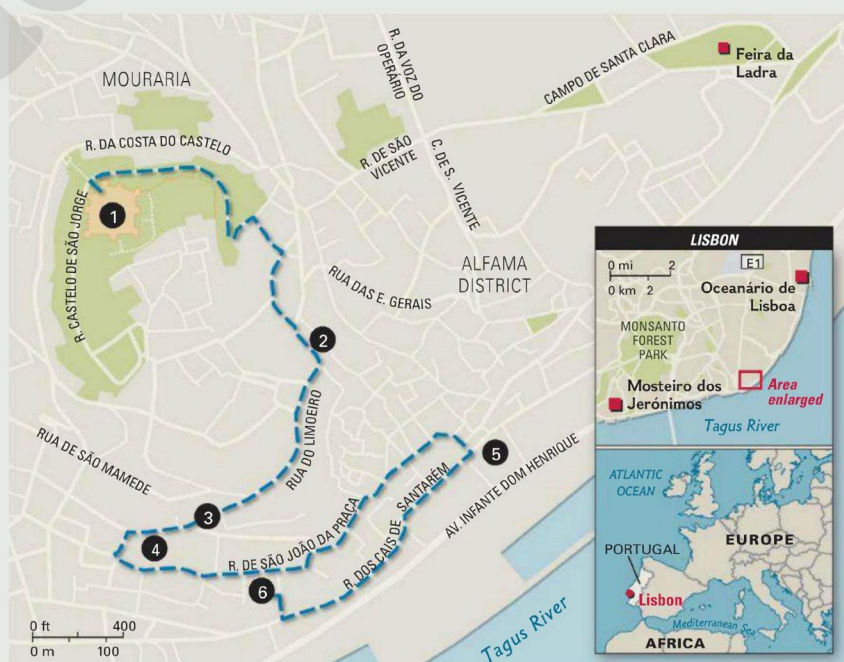 MOURARIA
R. DA COSTA DO CASTELO
R. CASTELO DE SÃO JORGE
1
R. DA VOZ DO
OPERÁRIO
R. DE SÃO
VICENTE
C. DE S. VICENTE
CAMPO DE SANTA CLARA
Feira da
Ladra
ALFAMA
DISTRICT
RUA DAS E. GERAIS
2
RUA DO LIMOEIRO
RUA DE SÃO MAMEDE
3
4
5
6
R. DE SÃO JOÃO DA PRAÇA
R. DOS CAIS DE SANTARÉM
AV. INFANTE DOM HENRIQUE
Tagus River
0 ft 400
0 m 100
LISBON
0 mi 2
0 km 2
E1
Oceanário de
Lisboa
MONSANTO
FOREST
PARK
Mosteiro dos
Jerónimos
Area
enlarged
Tagus River
ATLANTIC
OCEAN
EUROPE
PORTUGAL
Lisbon
Mediterranean Sea
AFRICA